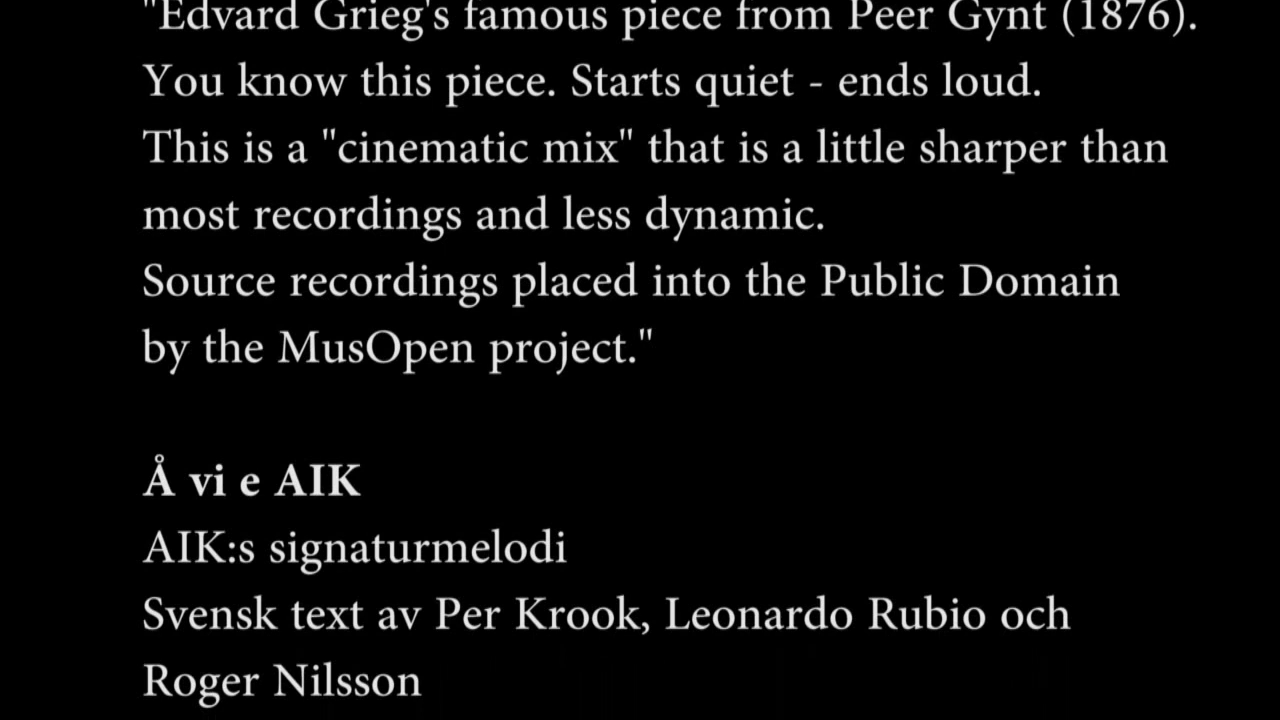 "Edvard Grieg's famous piece from Peer Gynt (1876).
You know this piece. Starts quiet - ends loud.
This is a "cinematic mix" that is a little sharper than
most recordings and less dynamic.
Source recordings placed into the Public Domain
by the MusOpen project."
Å vi e AIK
AIK:s signaturmelodi
Svensk text av Per Krook, Leonardo Rubio och
Roger Nilsson